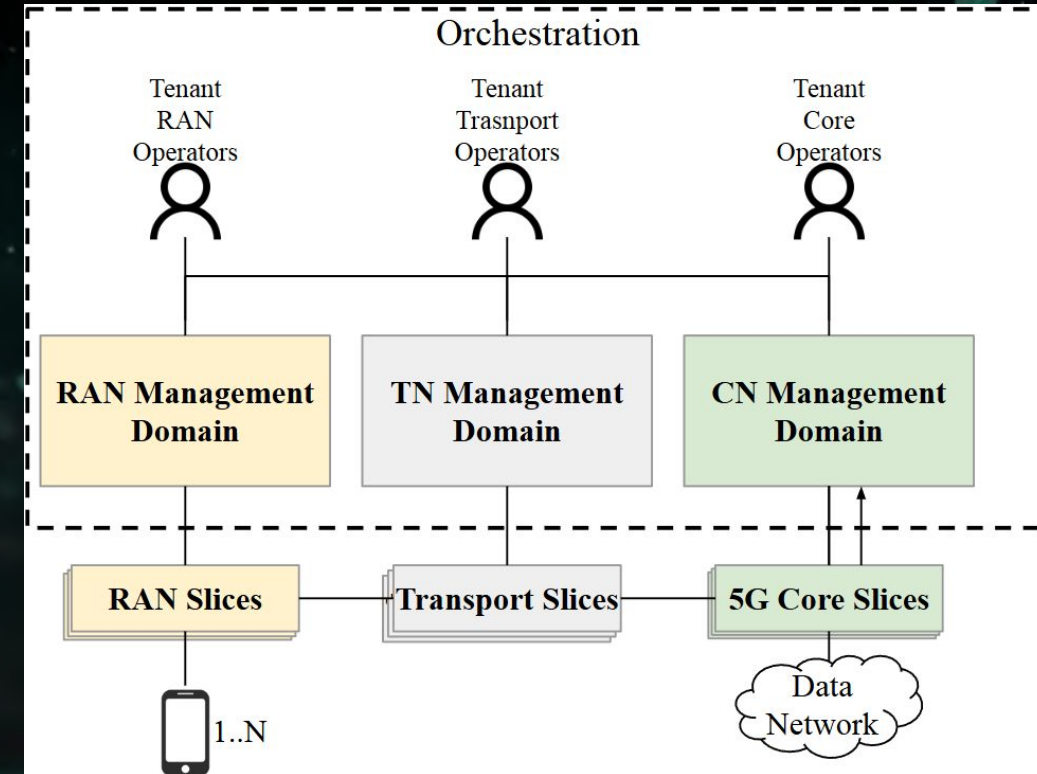 Orchestration
Tenant
RAN
Operators
Tenant
Trasnport
Operators
Tenant
Core
Operators
RAN Management
Domain
TN Management
Domain
CN Management
Domain
RAN Slices
Transport Slices
5G Core Slices
1..N
Data
Network